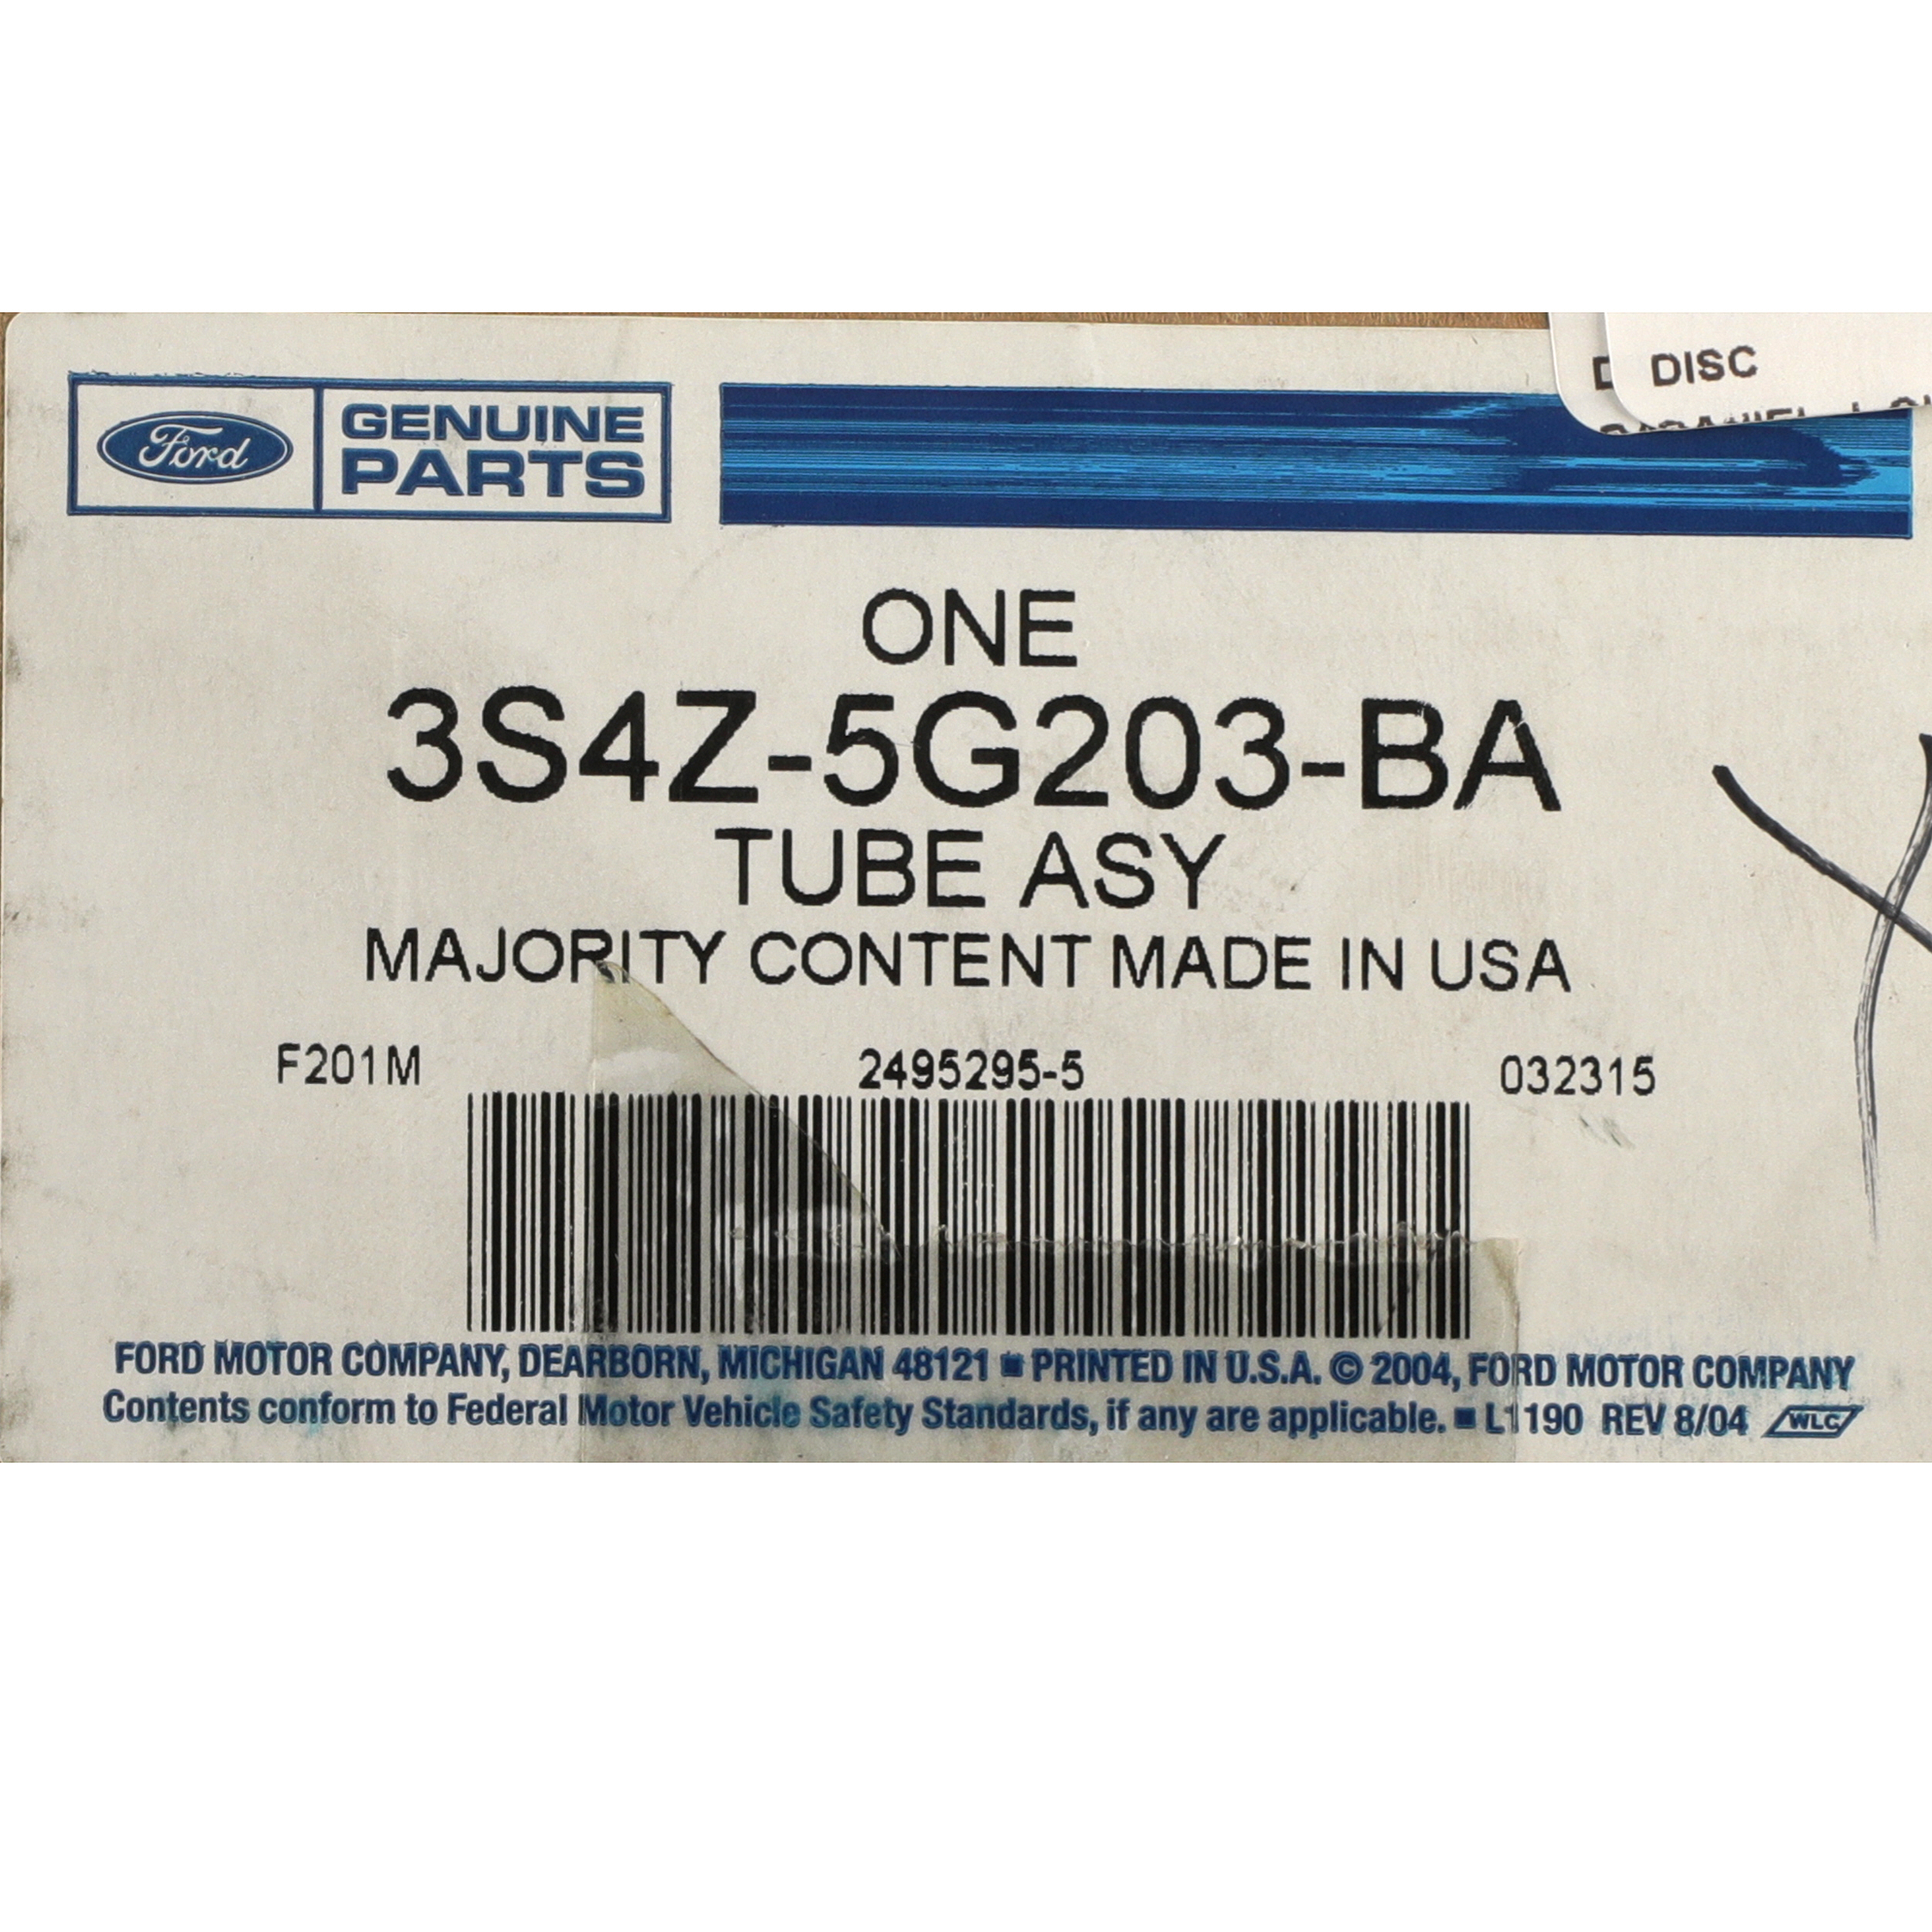 DISC
Ford
GENUINE
PARTS
ONE
3S4Z-5G203-BA
TUBE ASY
MAJORITY CONTENT MADE IN USA
F201M 2495295-5 032315
FORD MOTOR COMPANY, DEARBORN, MICHIGAN 48121 ■ PRINTED IN U.S.A. © 2004, FORD MOTOR COMPANY
Contents conform to Federal Motor Vehicle Safety Standards, if any are applicable. ■ L1190 REV 8/04 WLC